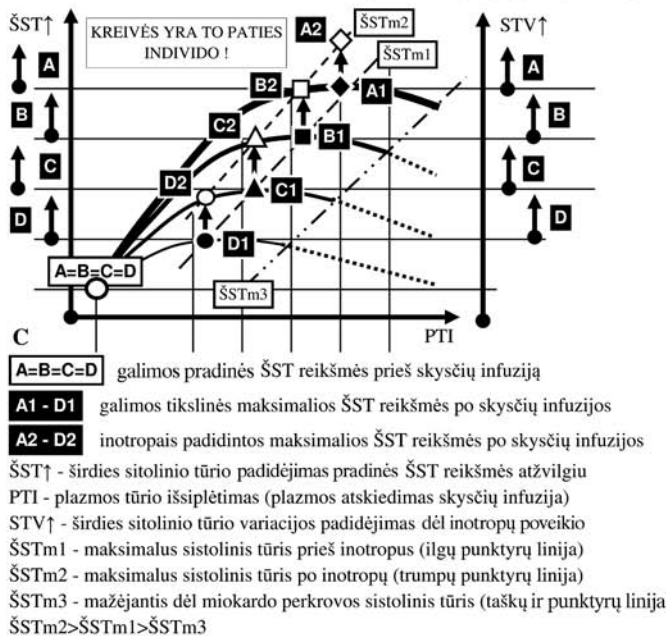 ŠST↑
KREIVĖS YRA TO PATIES
INDIVIDO !
A2
ŠSTm2
ŠSTm1
STV↑
A
A
B2
A1
B
B
C2
B1
C
C
D2
C1
D
D
D1
A=B=C=D
ŠSTm3
C
PTI
A=B=C=D galimos pradinės ŠST reikšmės prieš skysčių infuziją
A1 - D1 galimos tikslinės maksimalios ŠST reikšmės po skysčių infuzijos
A2 - D2 inotropais padidintos maksimalios ŠST reikšmės po skysčių infuzijos
ŠST↑ - širdies sitolinio tūrio padidėjimas pradinės ŠST reikšmės atžvilgiu
PTI - plazmos tūrio išsiplėtimas (plazmos atskiedimas skysčių infuzija)
STV↑ - širdies sitolinio tūrio variacijos padidėjimas dėl inotropų poveikio
ŠSTm1 - maksimalus sistolinis tūris prieš inotropus (ilgų punktyrų linija)
ŠSTm2 - maksimalus sistolinis tūris po inotropų (trumpų punktyrų linija)
ŠSTm3 - mažėjantis dėl miokardo perkrovos sistolinis tūris (taškų ir punktyrų linija
ŠSTm2>ŠSTm1>ŠSTm3